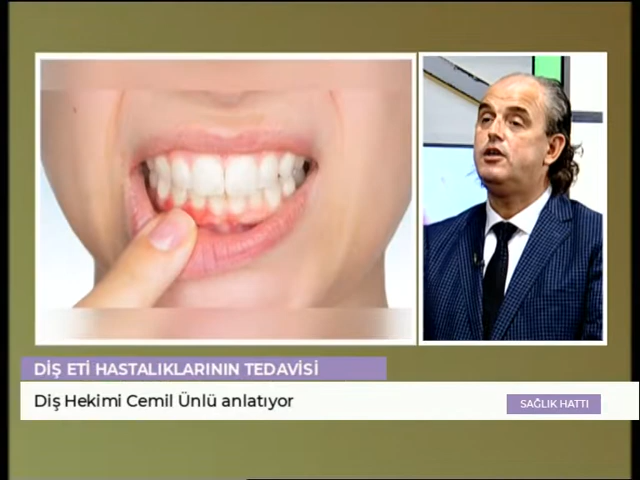 DİŞ ETİ HASTALIKLARININ TEDAVİSİ
Diş Hekimi Cemil Ünlü anlatıyor
SAĞLIK HATTI